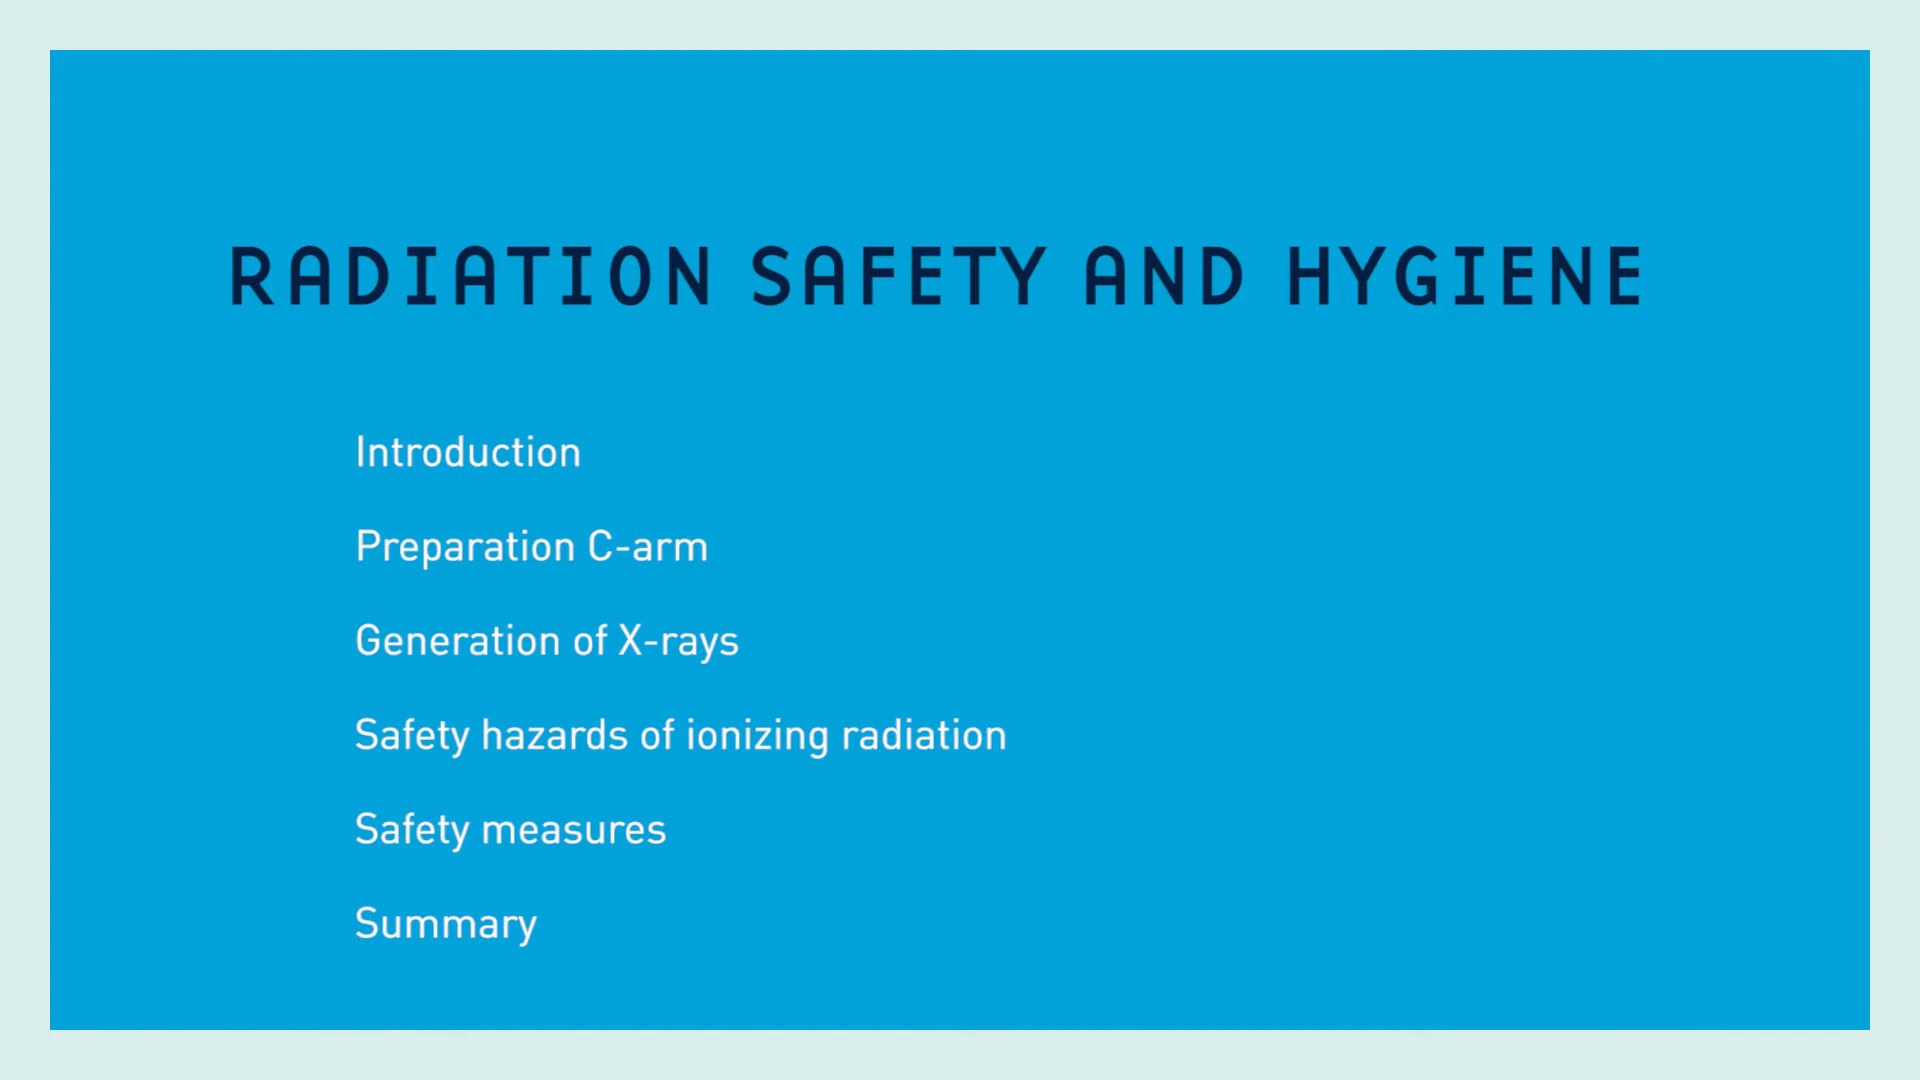 RADIATION SAFETY AND HYGIENE
Introduction
Preparation C-arm
Generation of X-rays
Safety hazards of ionizing radiation
Safety measures
Summary